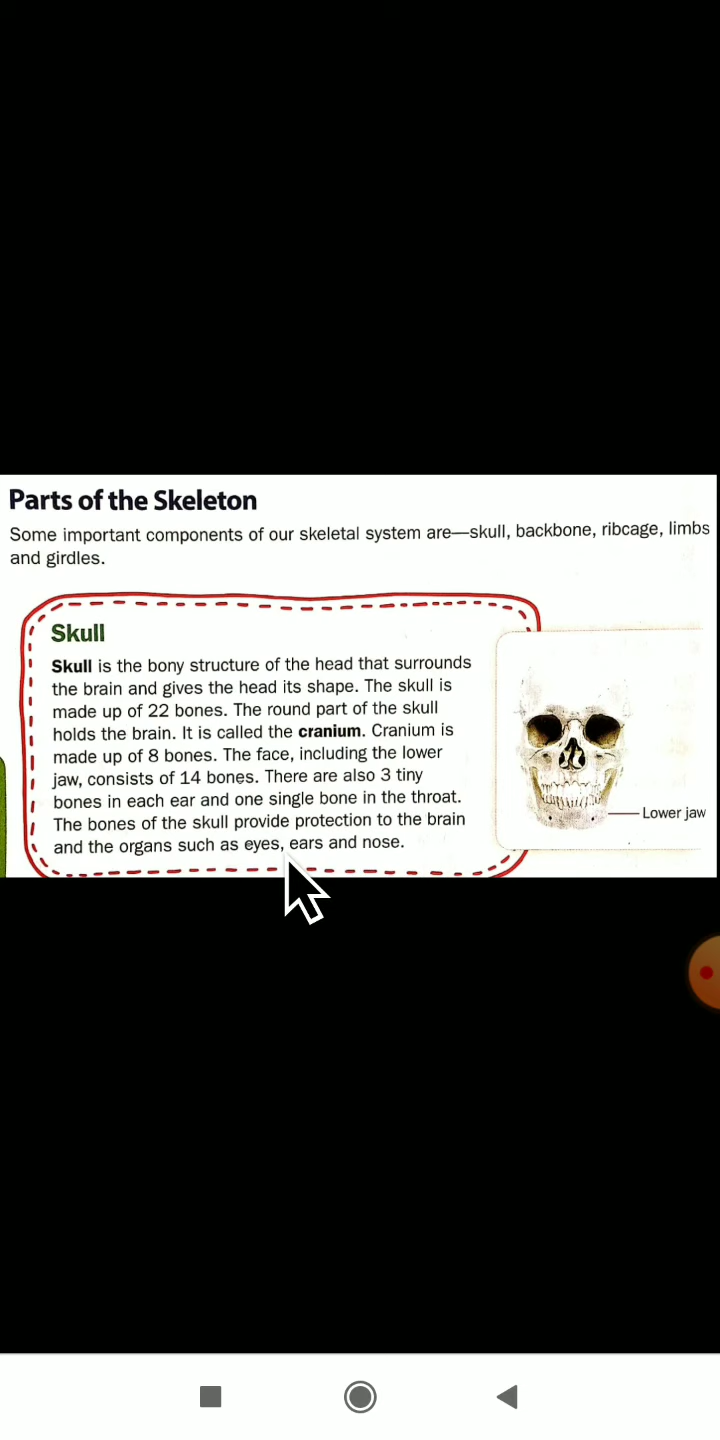 Parts of the Skeleton
Some important components of our skeletal system are—skull, backbone, ribcage, limbs
and girdles.
Skull
Skull is the bony structure of the head that surrounds
the brain and gives the head its shape. The skull is
made up of 22 bones. The round part of the skull
holds the brain. It is called the cranium. Cranium is
made up of 8 bones. The face, including the lower
jaw, consists of 14 bones. There are also 3 tiny
bones in each ear and one single bone in the throat.
The bones of the skull provide protection to the brain
and the organs such as eyes, ears and nose.
Lower jaw